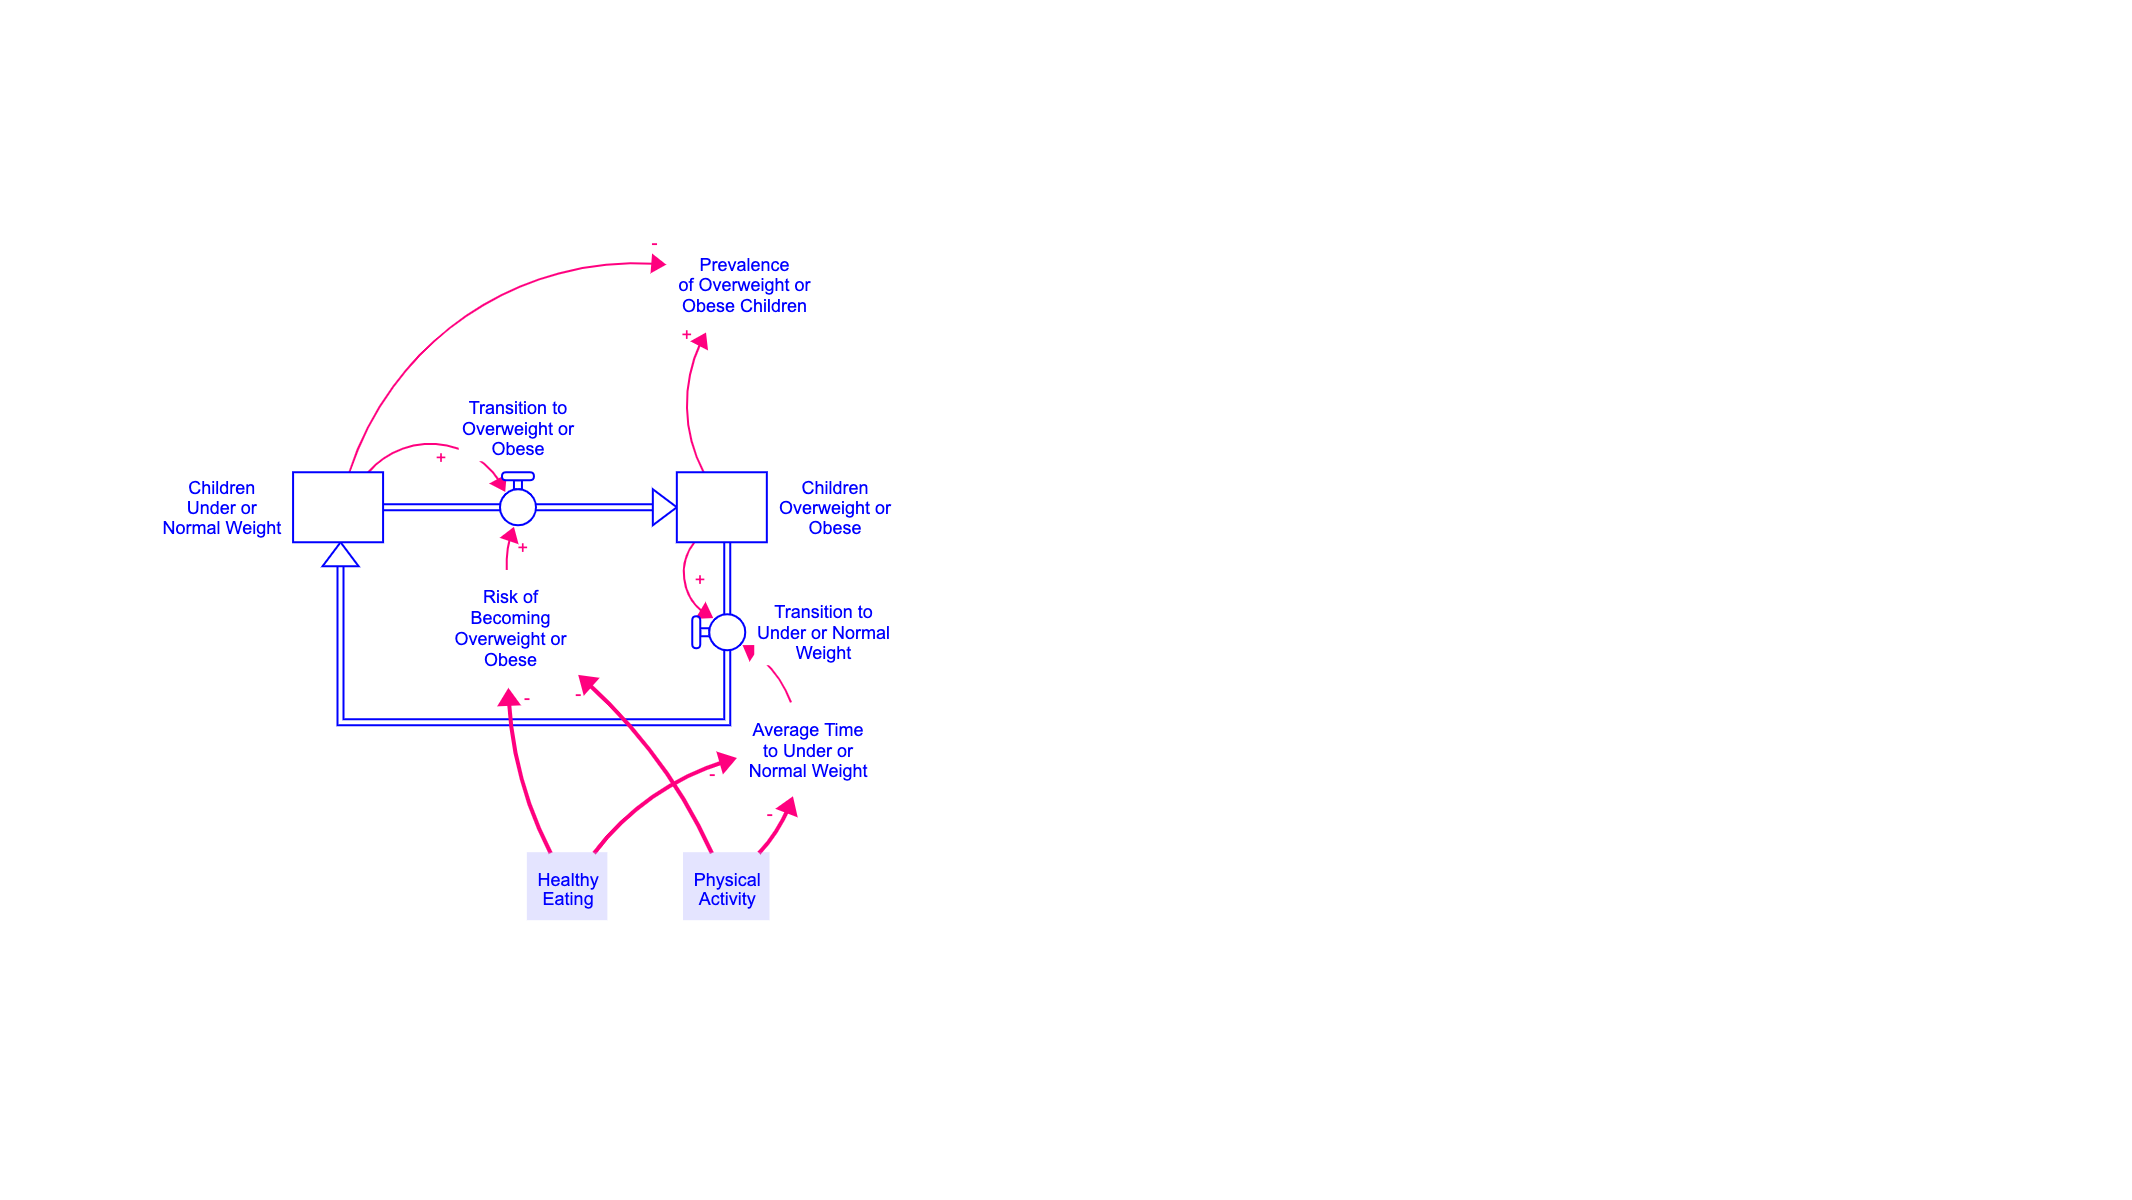 -
Prevalence
of Overweight or
Obese Children
+
Transition to
Overweight or
Obese
+
Children
Under or
Normal Weight
Children
Overweight or
Obese
+
+
Risk of
Becoming
Overweight or
Obese
Transition to
Under or Normal
Weight
-
-
Average Time
to Under or
Normal Weight
-
-
Healthy
Eating
Physical
Activity